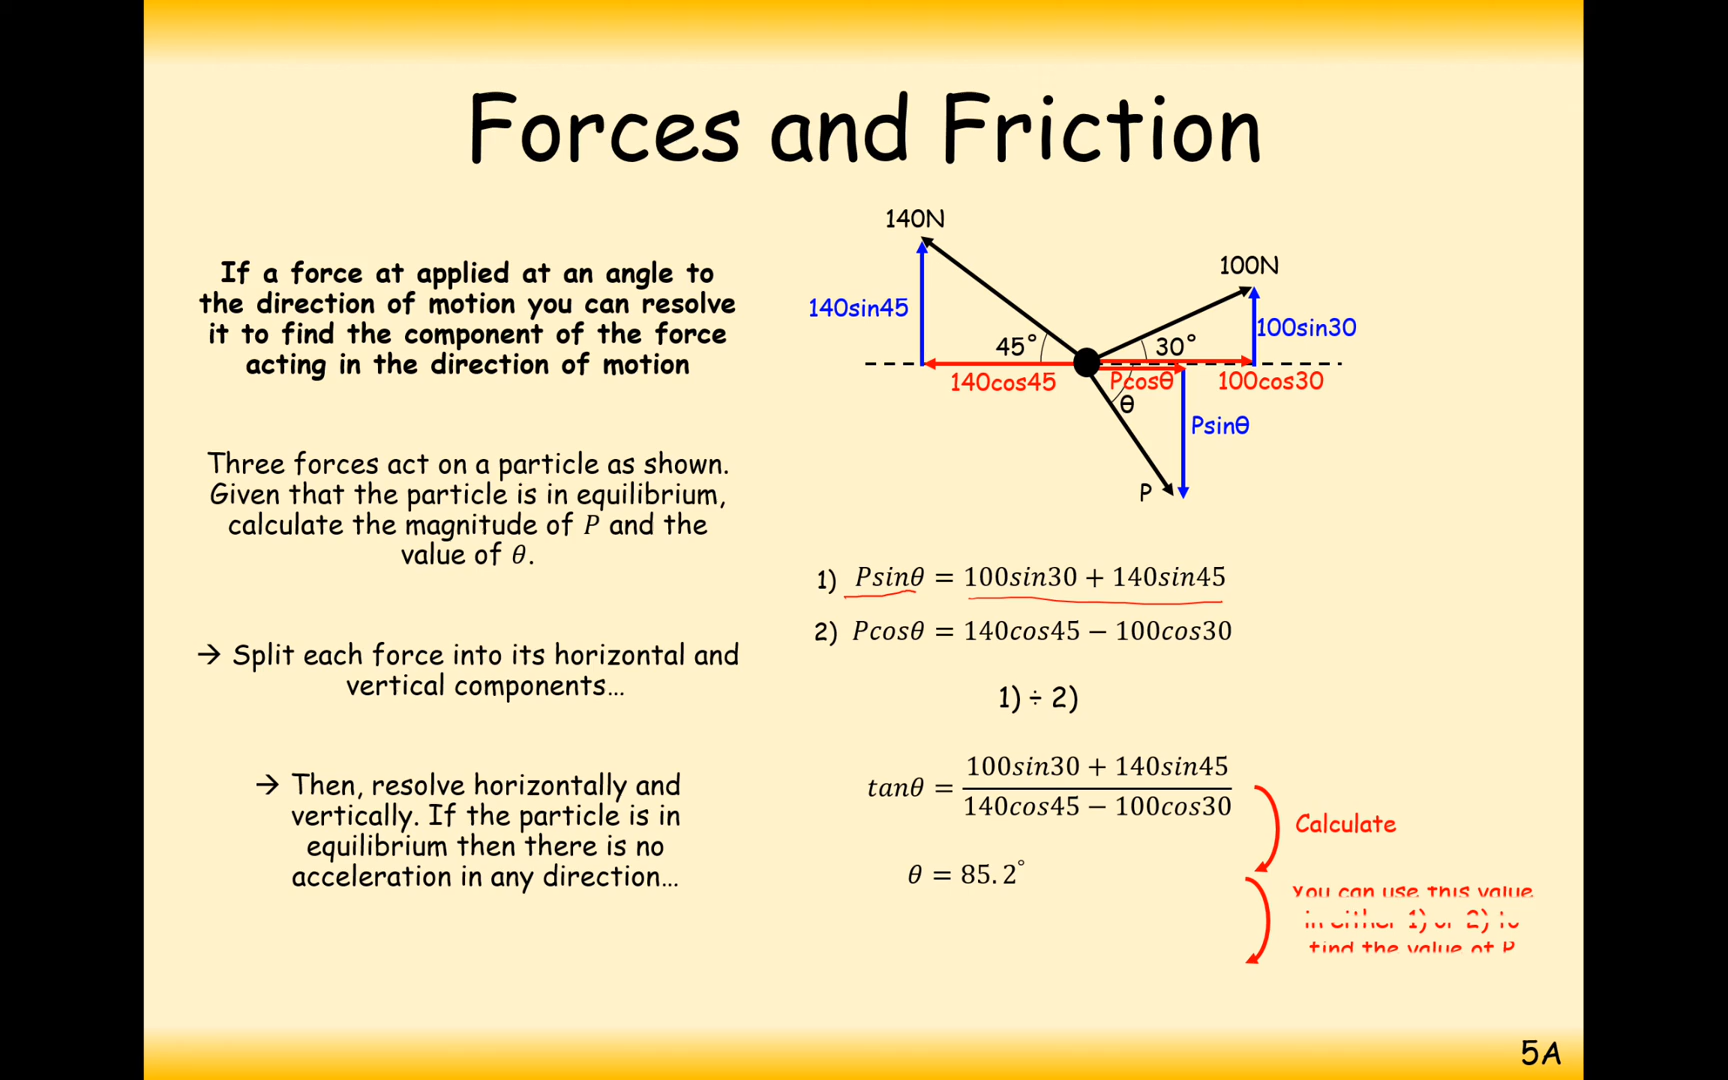 Forces and Friction
If a force at applied at an angle to
the direction of motion you can resolve
it to find the component of the force
acting in the direction of motion
Three forces act on a particle as shown.
Given that the particle is in equilibrium,
calculate the magnitude of P and the
value of θ.
→ Split each force into its horizontal and
vertical components…
→ Then, resolve horizontally and
vertically. If the particle is in
equilibrium then there is no
acceleration in any direction…
140N
100N
140sin45
100sin30
45°
30°
140cos45
Pcosθ
100cos30
θ
Psinθ
P
1) Psinθ = 100sin30 + 140sin45
2) Pcosθ = 140cos45 − 100cos30
1) ÷ 2)
tanθ = (100sin30 + 140sin45) / (140cos45 − 100cos30)
Calculate
θ = 85.2°
You can use this value
in either 1) or 2) to
find the value of P
5A